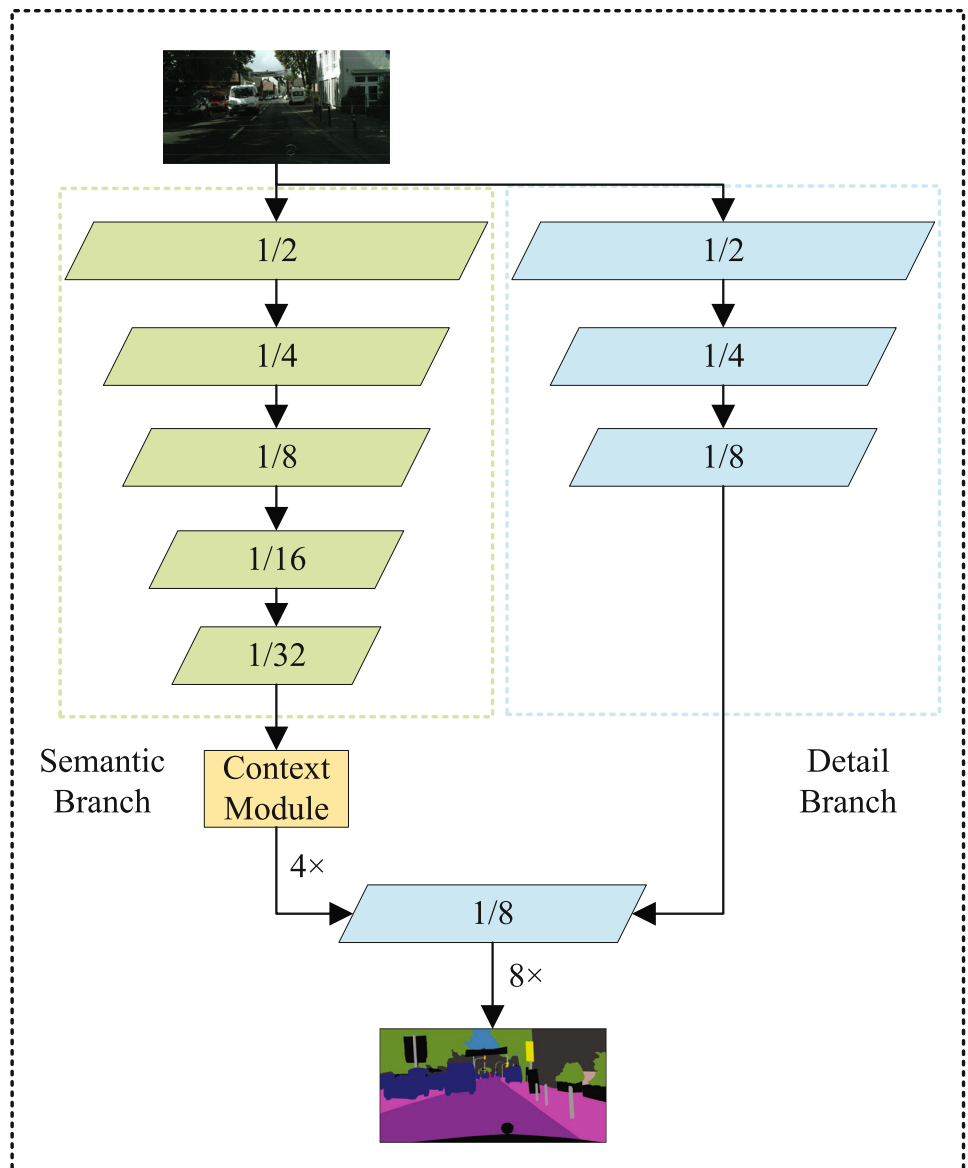 1/2
1/2
1/4
1/4
1/8
1/8
1/16
1/32
Semantic
Branch
Context
Module
Detail
Branch
4×
1/8
8×